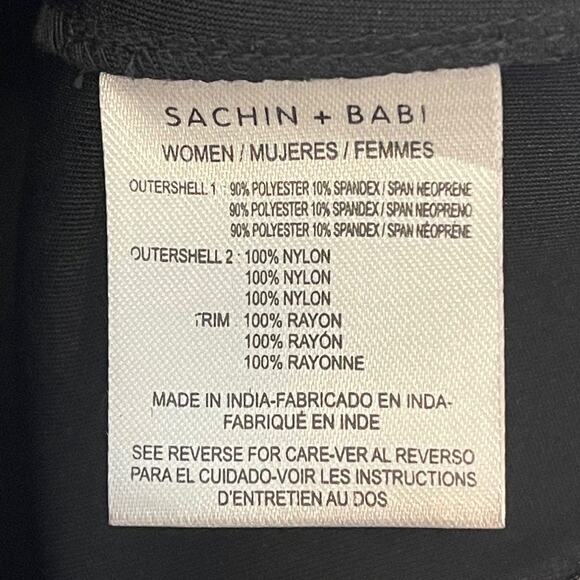 SACHIN + BABI
WOMEN / MUJERES / FEMMES
OUTERSHELL 1 90% POLYESTER 10% SPANDEX / SPAN NEOPRENE
90% POLYESTER 10% SPANDEX / SPAN NEOPRENO
90% POLYESTER 10% SPANDEX / SPAN NÉOPRÈNE
OUTERSHELL 2 100% NYLON
100% NYLON
100% NYLON
TRIM 100% RAYON
100% RAYÓN
100% RAYONNE
MADE IN INDIA-FABRICADO EN INDA-
FABRIQUÉ EN INDE
SEE REVERSE FOR CARE-VER AL REVERSO
PARA EL CUIDADO-VOIR LES INSTRUCTIONS
D'ENTRETIEN AU DOS